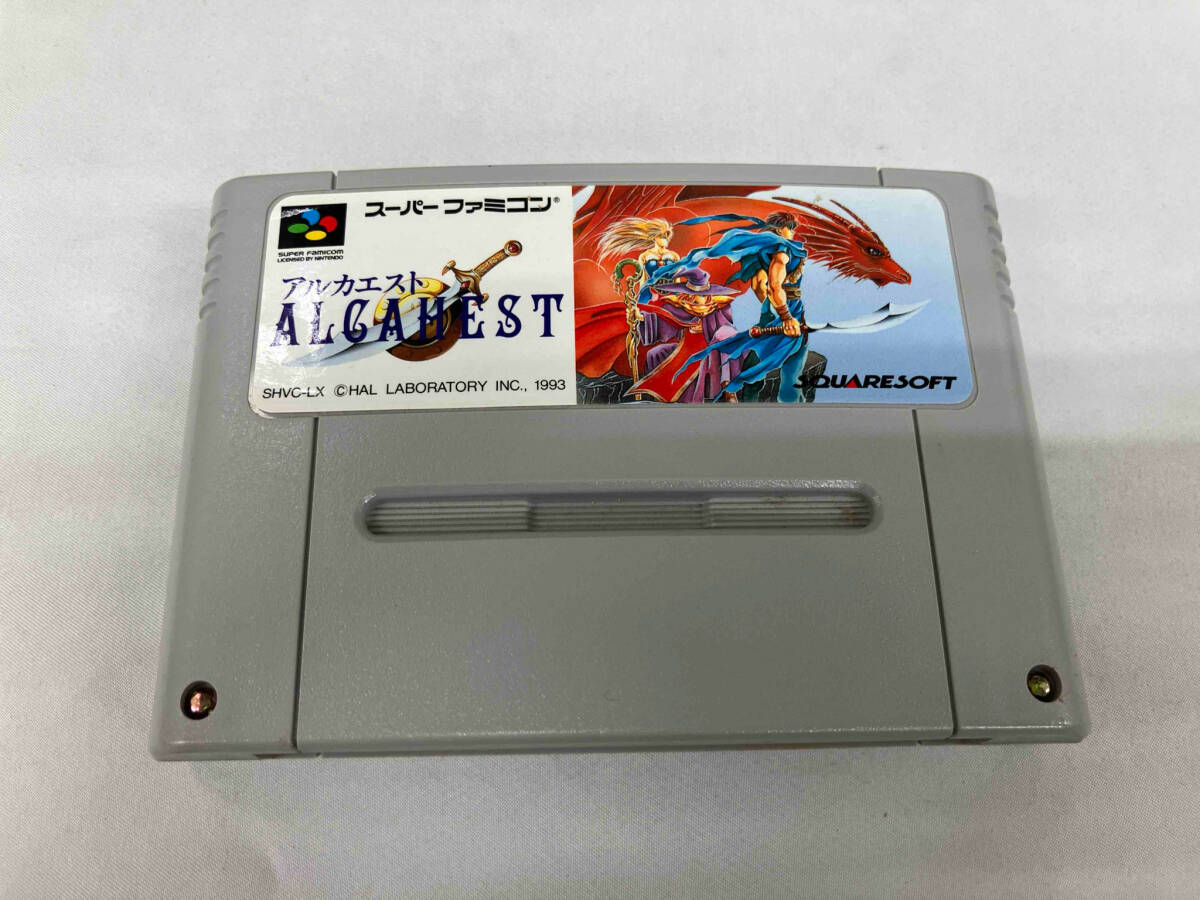 スーパーファミコン®
SUPER FAMICOM
LICENSED BY NINTENDO
アルカエスト
ALCAHEST
SHVC-LX ©HAL LABORATORY INC., 1993
SQUARESOFT